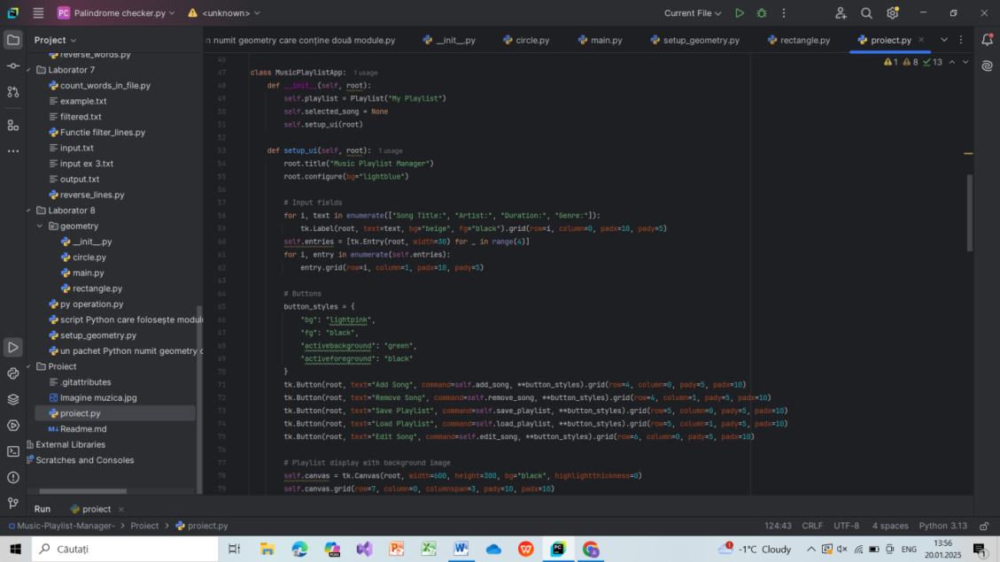 PC Palindrome checker.py <unknown> Current File
Project
n numit geometry care conține două module.py __init__.py circle.py main.py setup_geometry.py rectangle.py proiect.py
1 8 13
reverse_words.py
Laborator 7
count_words_in_file.py
example.txt
filtered.txt
Functie filter_lines.py
input.txt
input ex 3.txt
output.txt
reverse_lines.py
Laborator 8
geometry
__init__.py
circle.py
main.py
rectangle.py
py operation.py
script Python care folosește modulu
setup_geometry.py
un pachet Python numit geometry c
Proiect
.gitattributes
Imagine muzica.jpg
proiect.py
Readme.md
External Libraries
Scratches and Consoles
46
47 class MusicPlaylistApp: 1 usage
48 def __init__(self, root):
49 self.playlist = Playlist("My Playlist")
50 self.selected_song = None
51 self.setup_ui(root)
52
53 def setup_ui(self, root): 1 usage
54 root.title("Music Playlist Manager")
55 root.configure(bg="lightblue")
56
57 # Input fields
58 for i, text in enumerate(["Song Title:", "Artist:", "Duration:", "Genre:"]):
59 tk.Label(root, text=text, bg="beige", fg="black").grid(row=i, column=0, padx=10, pady=5)
60 self.entries = [tk.Entry(root, width=30) for _ in range(4)]
61 for i, entry in enumerate(self.entries):
62 entry.grid(row=i, column=1, padx=10, pady=5)
63
64 # Buttons
65 button_styles = {
66 "bg": "lightpink",
67 "fg": "black",
68 "activebackground": "green",
69 "activeforeground": "black"
70 }
71 tk.Button(root, text="Add Song", command=self.add_song, **button_styles).grid(row=4, column=0, pady=5, padx=10)
72 tk.Button(root, text="Remove Song", command=self.remove_song, **button_styles).grid(row=4, column=1, pady=5, padx=10)
73 tk.Button(root, text="Save Playlist", command=self.save_playlist, **button_styles).grid(row=5, column=0, pady=5, padx=10)
74 tk.Button(root, text="Load Playlist", command=self.load_playlist, **button_styles).grid(row=5, column=1, pady=5, padx=10)
75 tk.Button(root, text="Edit Song", command=self.edit_song, **button_styles).grid(row=6, column=0, pady=5, padx=10)
76
77 # Playlist display with background image
78 self.canvas = tk.Canvas(root, width=600, height=300, bg="black", highlightthickness=0)
79 self.canvas.grid(row=7, column=0, columnspan=3, pady=10, padx=10)
Run proiect
Music-Playlist-Manager- > Proiect > proiect.py 124:43 CRLF UTF-8 4 spaces Python 3.13
Căutați -1°C Cloudy ENG 13:56
20.01.2025